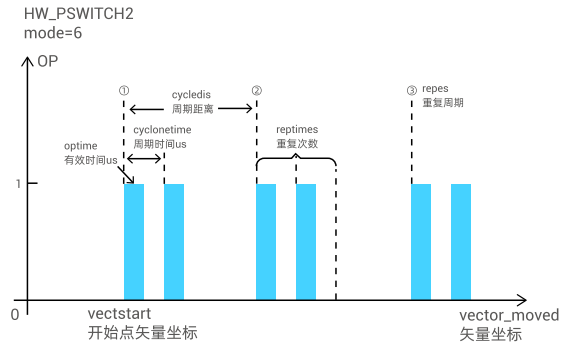 HW_PSWITCH2
mode=6
OP
①
②
③
repes
重复周期
cycledis
周期距离
cyclonetime
周期时间us
reptimes
重复次数
optime
有效时间us
1
0
vectstart
开始点矢量坐标
vector_moved
矢量坐标